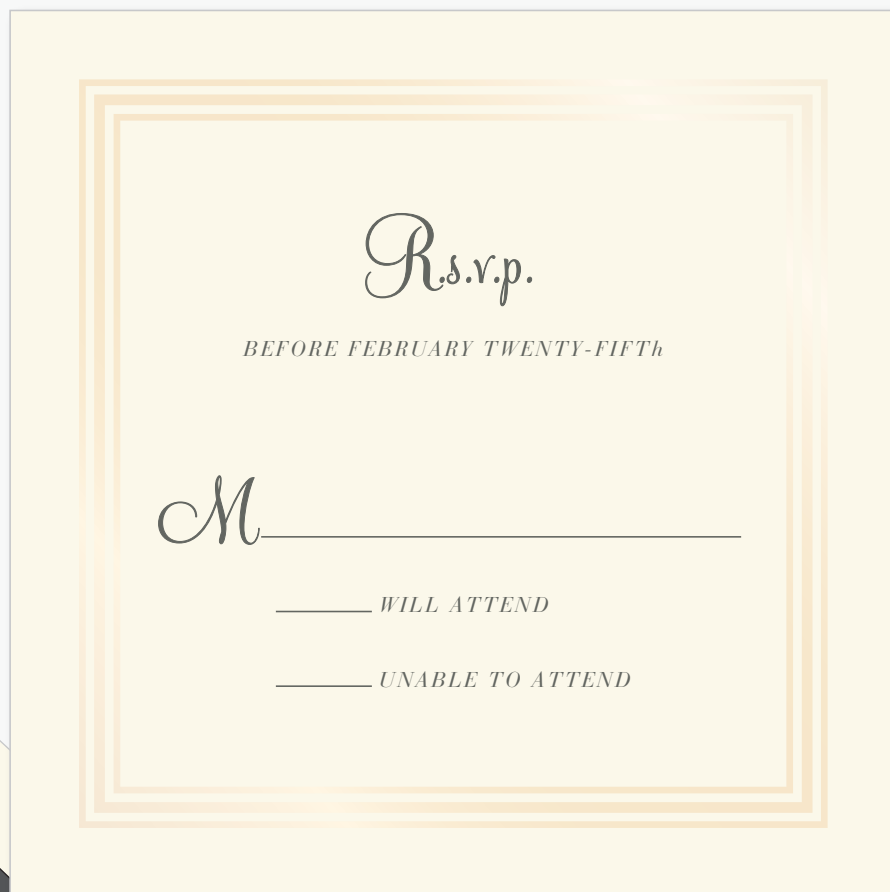 R.s.v.p.
BEFORE FEBRUARY TWENTY-FIFTh
M
WILL ATTEND
UNABLE TO ATTEND